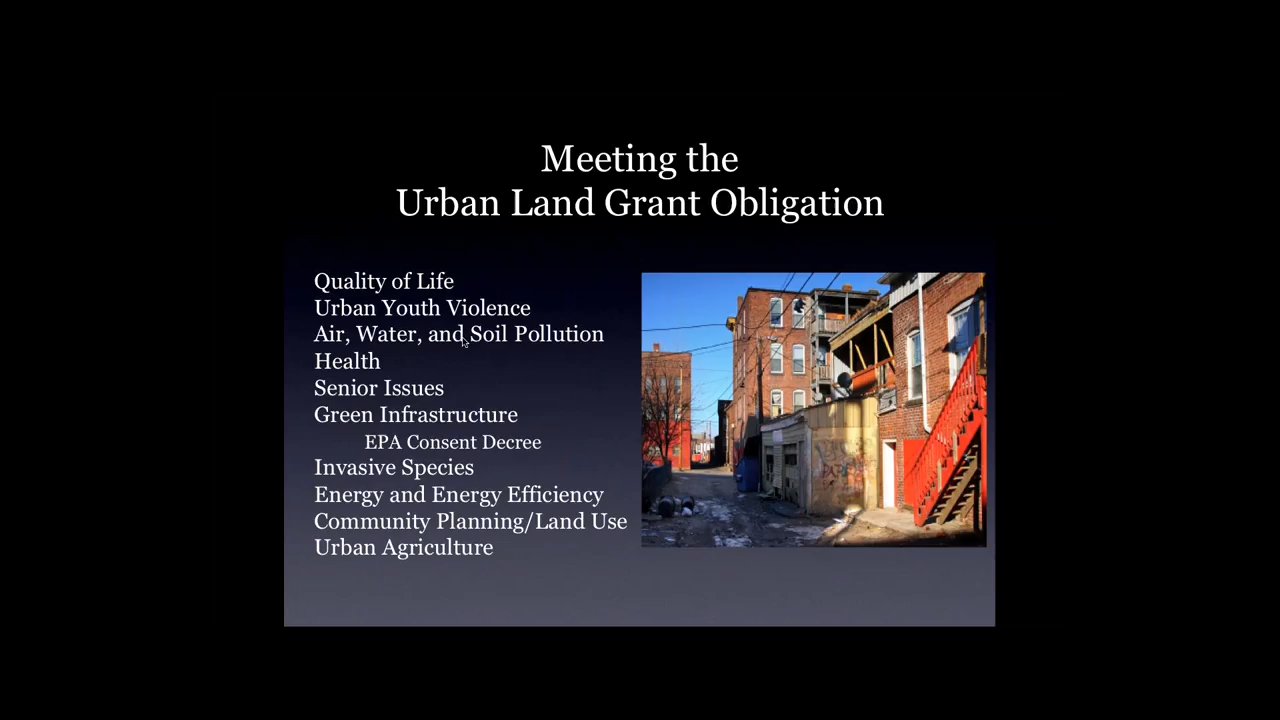 Meeting the
Urban Land Grant Obligation
Quality of Life
Urban Youth Violence
Air, Water, and Soil Pollution
Health
Senior Issues
Green Infrastructure
EPA Consent Decree
Invasive Species
Energy and Energy Efficiency
Community Planning/Land Use
Urban Agriculture